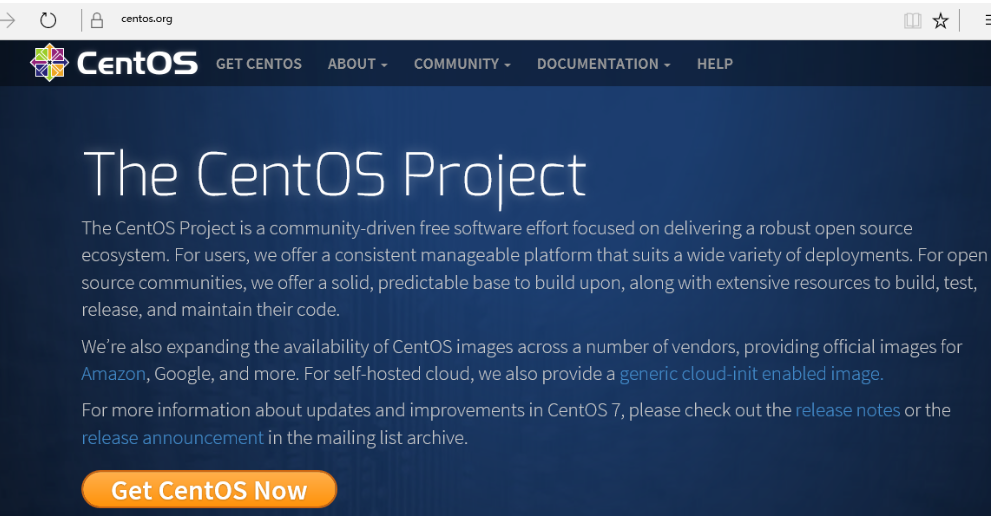 centos.org
CentOS GET CENTOS ABOUT COMMUNITY DOCUMENTATION HELP
The CentOS Project
The CentOS Project is a community-driven free software effort focused on delivering a robust open source
ecosystem. For users, we offer a consistent manageable platform that suits a wide variety of deployments. For open
source communities, we offer a solid, predictable base to build upon, along with extensive resources to build, test,
release, and maintain their code.
We’re also expanding the availability of CentOS images across a number of vendors, providing official images for
Amazon, Google, and more. For self-hosted cloud, we also provide a generic cloud-init enabled image.
For more information about updates and improvements in CentOS 7, please check out the release notes or the
release announcement in the mailing list archive.
Get CentOS Now